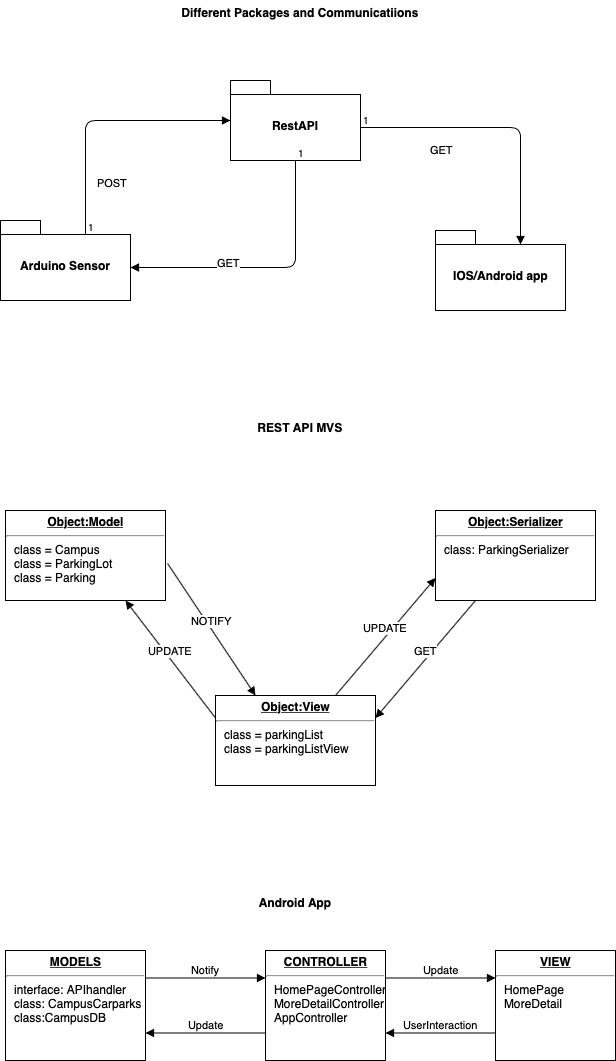 Different Packages and Communicatiions
RestAPI
1
1
GET
POST
1
Arduino Sensor
GET
IOS/Android app
REST API MVS
Object:Model
class = Campus
class = ParkingLot
class = Parking
Object:Serializer
class: ParkingSerializer
NOTIFY
UPDATE
UPDATE
GET
Object:View
class = parkingList
class = parkingListView
Android App
MODELS
interface: APIhandler
class: CampusCarparks
class:CampusDB
Notify
Update
CONTROLLER
HomePageController
MoreDetailController
AppController
Update
UserInteraction
VIEW
HomePage
MoreDetail